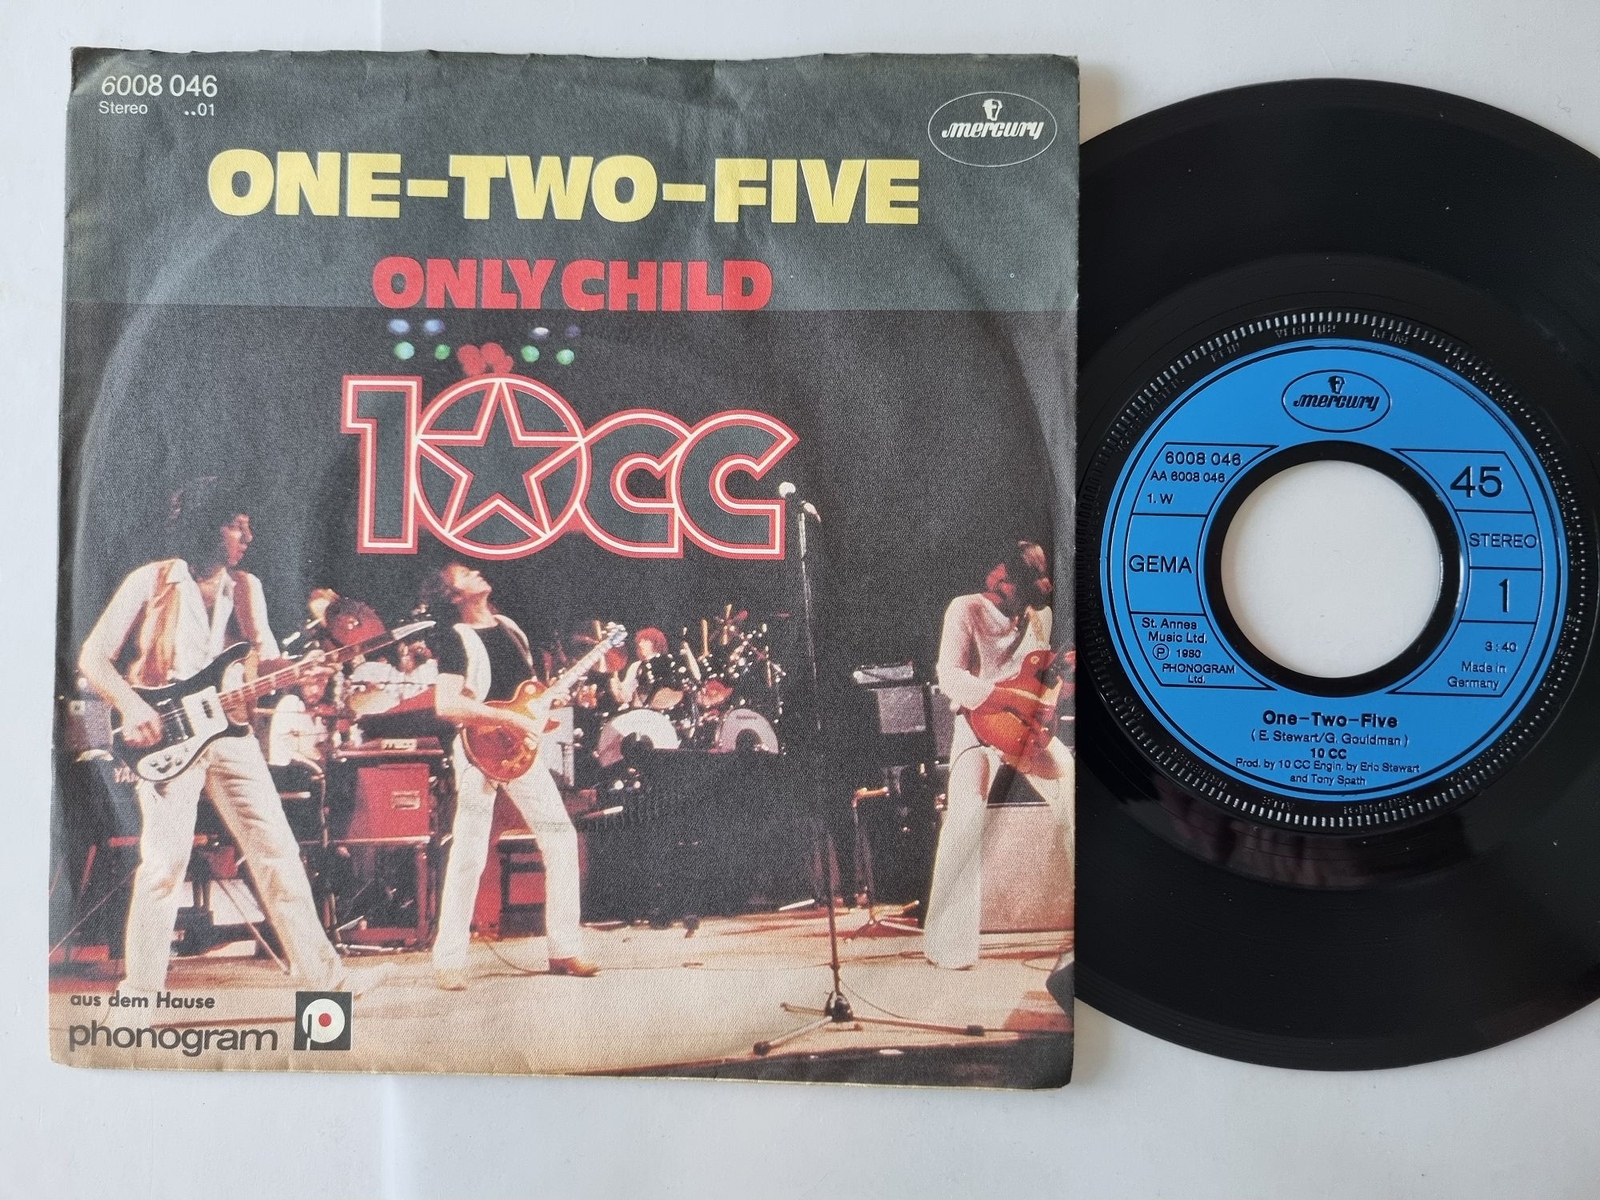 6008 046
Stereo ..01
mercury
ONE-TWO-FIVE
ONLY CHILD
10CC
aus dem Hause
phonogram
mercury
6008 046
AA 6008 046
1. W
GEMA
St. Annes
Music Ltd.
Ⓟ 1980
PHONOGRAM
Ltd.
45
STEREO
1
3:40
Made in
Germany
One-Two-Five
(E. Stewart/G. Gouldman)
10 CC
Prod. by 10 CC Engin. by Eric Stewart
and Tony Spath